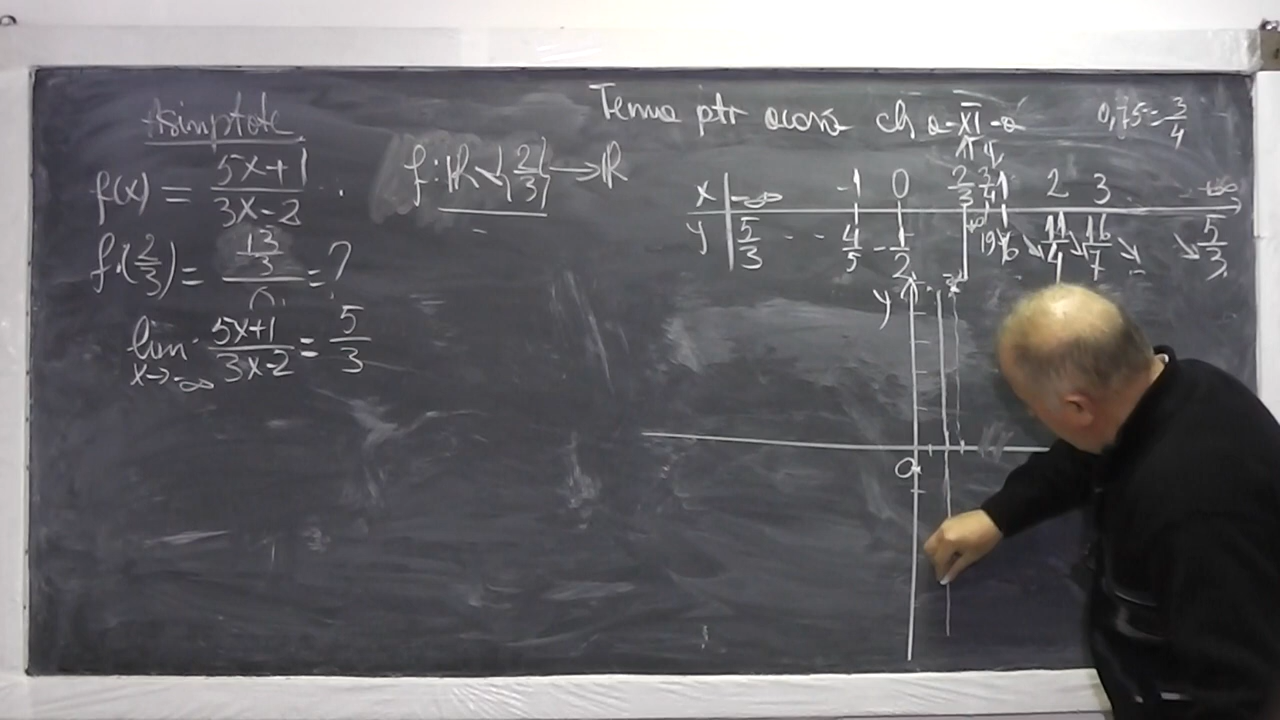 Asimptote
f(x) = (5x+1)/(3x-2)
f(2/3) = (13/3)/0 = ?
lim x→-∞ (5x+1)/(3x-2) = 5/3
f: ℝ \ {2/3} → ℝ
Tema ptr acasă cl a-XI-a
0,75 = 3/4
x | -∞ -1 0 2/3 3/4 1 2 3 +∞
y | 5/3 - - 4/5 -1/2 19 6 ↘ 11/4 ↘ 16/7 ↘ ↘ 5/3
y
O